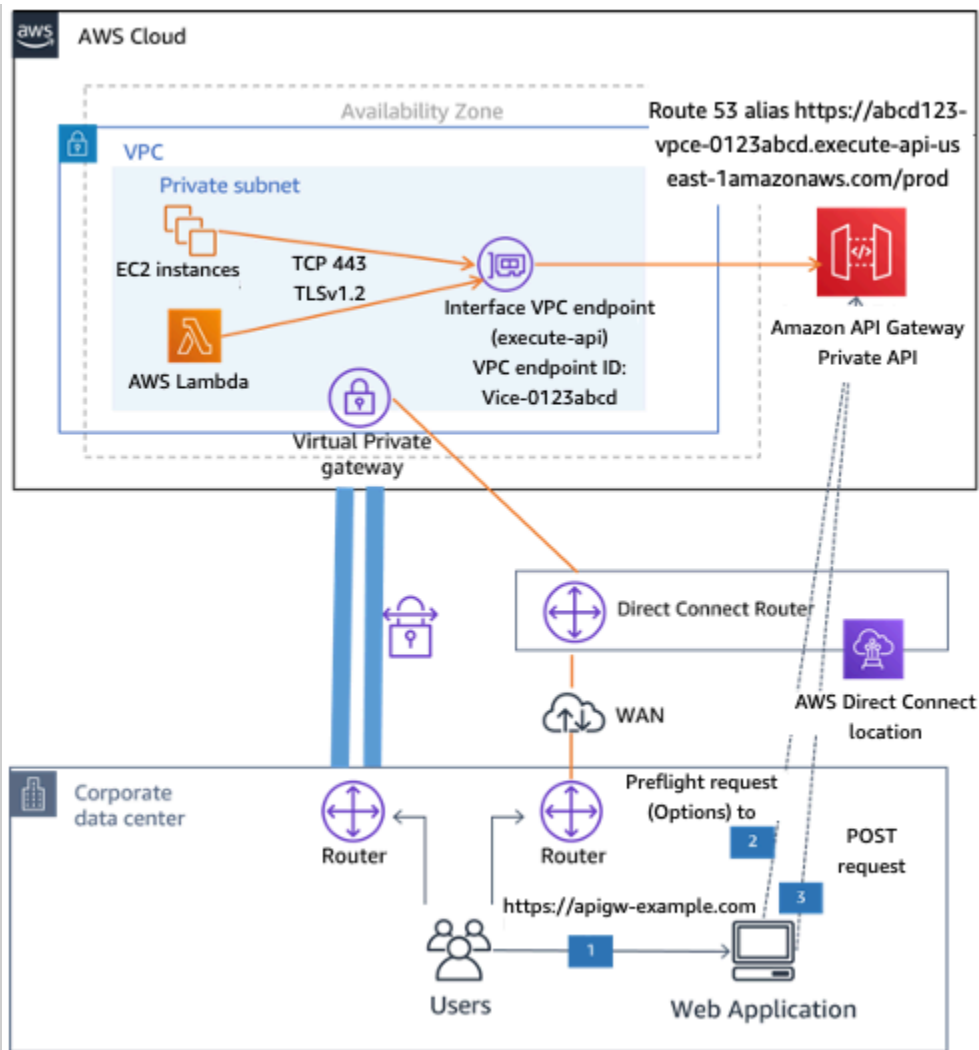 aws
AWS Cloud
Availability Zone
Route 53 alias https://abcd123-
vpce-0123abcd.execute-api-us
east-1amazonaws.com/prod
VPC
Private subnet
EC2 instances
TCP 443
TLSv1.2
Interface VPC endpoint
(execute-api)
VPC endpoint ID:
Vice-0123abcd
AWS Lambda
Amazon API Gateway
Private API
Virtual Private
gateway
Direct Connect Router
AWS Direct Connect
location
WAN
Corporate
data center
Router
Router
Preflight request
(Options) to
2
POST
request
3
https://apigw-example.com
1
Users
Web Application